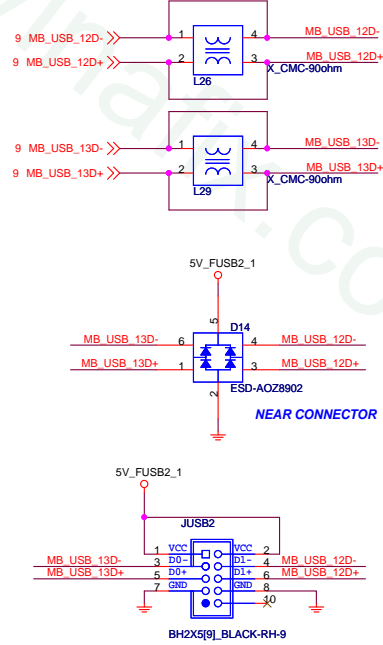 9 MB_USB_12D- 1 4 MB_USB_12D-
9 MB_USB_12D+ 2 3 MB_USB_12D+
L26 X_CMC-90ohm
9 MB_USB_13D- 1 4 MB_USB_13D-
9 MB_USB_13D+ 2 3 MB_USB_13D+
L29 X_CMC-90ohm
5V_FUSB2_1
5 D14
MB_USB_13D- 6 4 MB_USB_12D-
MB_USB_13D+ 1 3 MB_USB_12D+
2 ESD-AOZ8902
NEAR CONNECTOR
5V_FUSB2_1
JUSB2
1 VCC VCC 2
MB_USB_13D- 3 D0- D1- 4 MB_USB_12D-
MB_USB_13D+ 5 D0+ D1+ 6 MB_USB_12D+
7 GND GND 8
10
BH2X5[9]_BLACK-RH-9